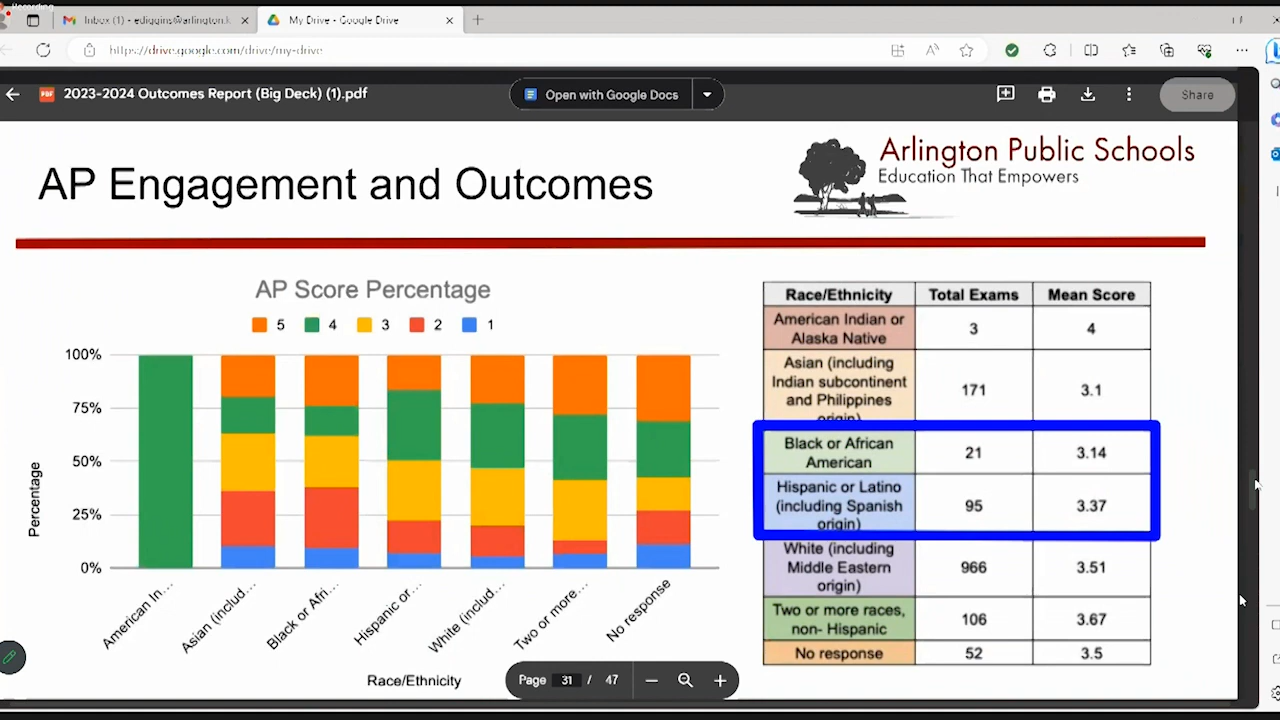 Recording
Inbox (1) - ediggins@arlington.k
My Drive - Google Drive
https://drive.google.com/drive/my-drive
2023-2024 Outcomes Report (Big Deck) (1).pdf
Open with Google Docs
Share
AP Engagement and Outcomes
Arlington Public Schools
Education That Empowers
AP Score Percentage
5 4 3 2 1
100%
75%
50%
25%
0%
Percentage
American In...
Asian (includ...
Black or Afri...
Hispanic or...
White (includ...
Two or more...
No response
Race/Ethnicity
Race/Ethnicity Total Exams Mean Score
American Indian or
Alaska Native
3 4
Asian (including
Indian subcontinent
and Philippines
origin)
171 3.1
Black or African
American
21 3.14
Hispanic or Latino
(including Spanish
origin)
95 3.37
White (including
Middle Eastern
origin)
966 3.51
Two or more races,
non- Hispanic
106 3.67
No response 52 3.5
Page 31 / 47